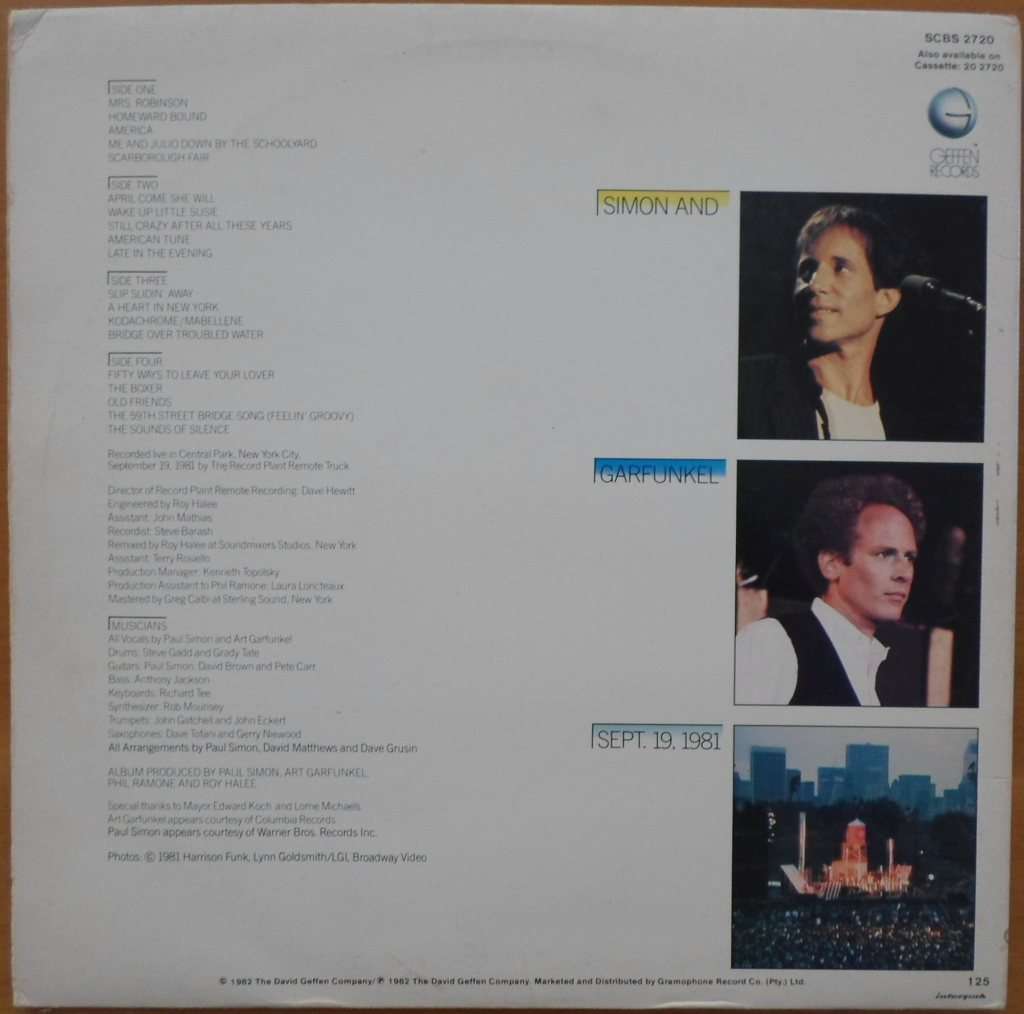 SCBS 2720
Also available on
Cassette: 2G 2720
GEFFEN
RECORDS
SIDE ONE
MRS. ROBINSON
HOMEWARD BOUND
AMERICA
ME AND JULIO DOWN BY THE SCHOOLYARD
SCARBOROUGH FAIR
SIDE TWO
APRIL COME SHE WILL
WAKE UP LITTLE SUSIE
STILL CRAZY AFTER ALL THESE YEARS
AMERICAN TUNE
LATE IN THE EVENING
SIDE THREE
SLIP SLIDIN' AWAY
A HEART IN NEW YORK
KODACHROME/MABELLENE
BRIDGE OVER TROUBLED WATER
SIDE FOUR
FIFTY WAYS TO LEAVE YOUR LOVER
THE BOXER
OLD FRIENDS
THE 59TH STREET BRIDGE SONG (FEELIN' GROOVY)
THE SOUNDS OF SILENCE
Recorded live in Central Park, New York City,
September 19, 1981 by The Record Plant Remote Truck
Director of Record Plant Remote Recording: Dave Hewitt
Engineered by Roy Halee
Assistant: John Mathias
Recordist: Steve Barash
Remixed by Roy Halee at Soundmixers Studios, New York
Assistant: Terry Rosiello
Production Manager: Kenneth Topolsky
Production Assistant to Phil Ramone: Laura Loncteaux
Mastered by Greg Calbi at Sterling Sound, New York
MUSICIANS
All Vocals by Paul Simon and Art Garfunkel
Drums: Steve Gadd and Grady Tate
Guitars: Paul Simon, David Brown and Pete Carr
Bass: Anthony Jackson
Keyboards: Richard Tee
Synthesizer: Rob Mounsey
Trumpets: John Gatchell and John Eckert
Saxophones: Dave Tofani and Gerry Niewood
All Arrangements by Paul Simon, David Matthews and Dave Grusin
ALBUM PRODUCED BY PAUL SIMON, ART GARFUNKEL,
PHIL RAMONE AND ROY HALEE
Special thanks to Mayor Edward Koch and Lorne Michaels
Art Garfunkel appears courtesy of Columbia Records
Paul Simon appears courtesy of Warner Bros. Records Inc.
Photos: © 1981 Harrison Funk, Lynn Goldsmith/LGI, Broadway Video
SIMON AND
GARFUNKEL
SEPT. 19, 1981
© 1982 The David Geffen Company/℗ 1982 The David Geffen Company. Marketed and Distributed by Gramophone Record Co. (Pty.) Ltd.
125
interpak